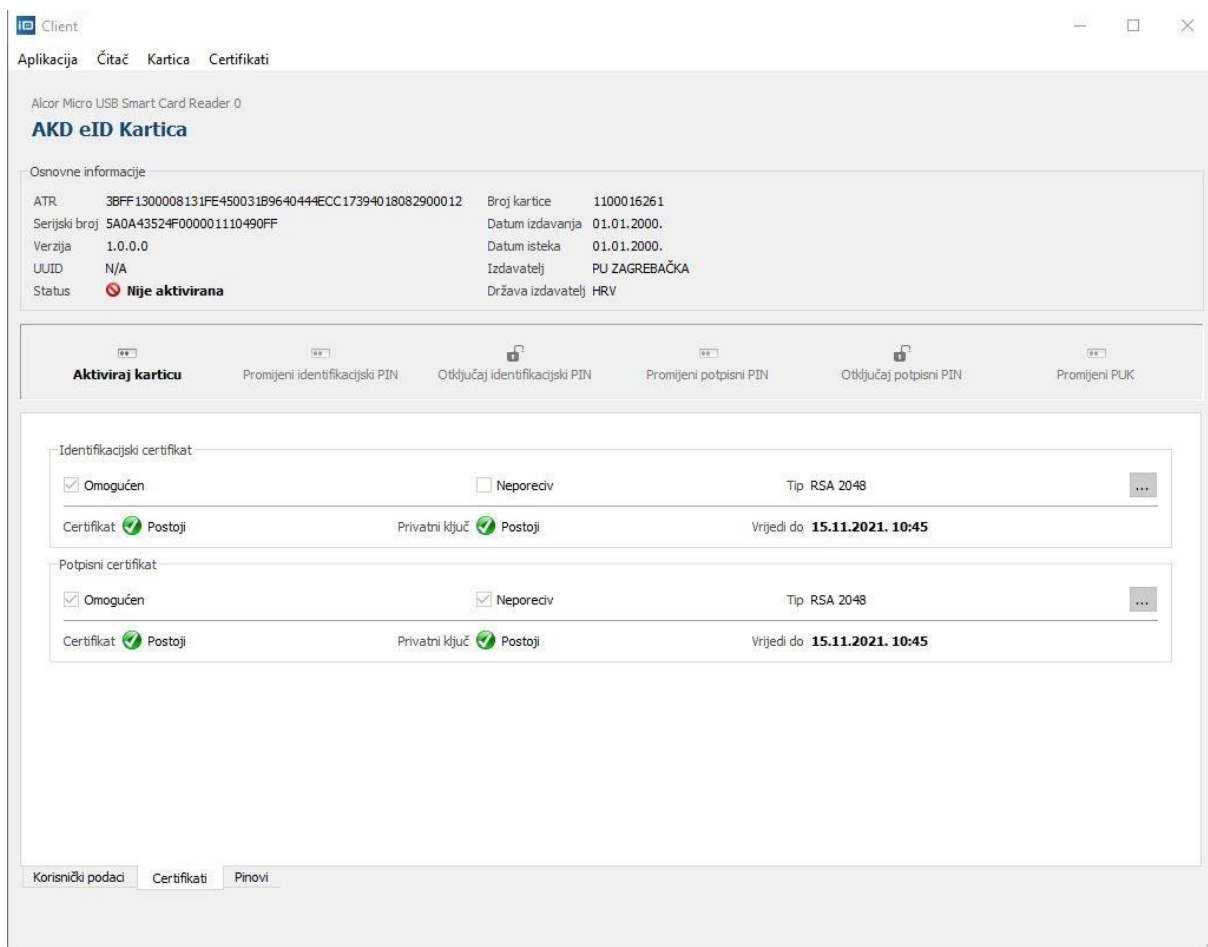 iD Client
Aplikacija Čitač Kartica Certifikati
Alcor Micro USB Smart Card Reader 0
AKD eID Kartica
Osnovne informacije
ATR 3BFF1300008131FE450031B9640444ECC17394018082900012 Broj kartice 1100016261
Serijski broj 5A0A43524F000001110490FF Datum izdavanja 01.01.2000.
Verzija 1.0.0.0 Datum isteka 01.01.2000.
UUID N/A Izdavatelj PU ZAGREBAČKA
Status Nije aktivirana Država izdavatelj HRV
Aktiviraj karticu Promijeni identifikacijski PIN Otključaj identifikacijski PIN Promijeni potpisni PIN Otključaj potpisni PIN Promijeni PUK
Identifikacijski certifikat
Omogućen Neporeciv Tip RSA 2048 ...
Certifikat Postoji Privatni ključ Postoji Vrijedi do 15.11.2021. 10:45
Potpisni certifikat
Omogućen Neporeciv Tip RSA 2048 ...
Certifikat Postoji Privatni ključ Postoji Vrijedi do 15.11.2021. 10:45
Korisnički podaci Certifikati Pinovi